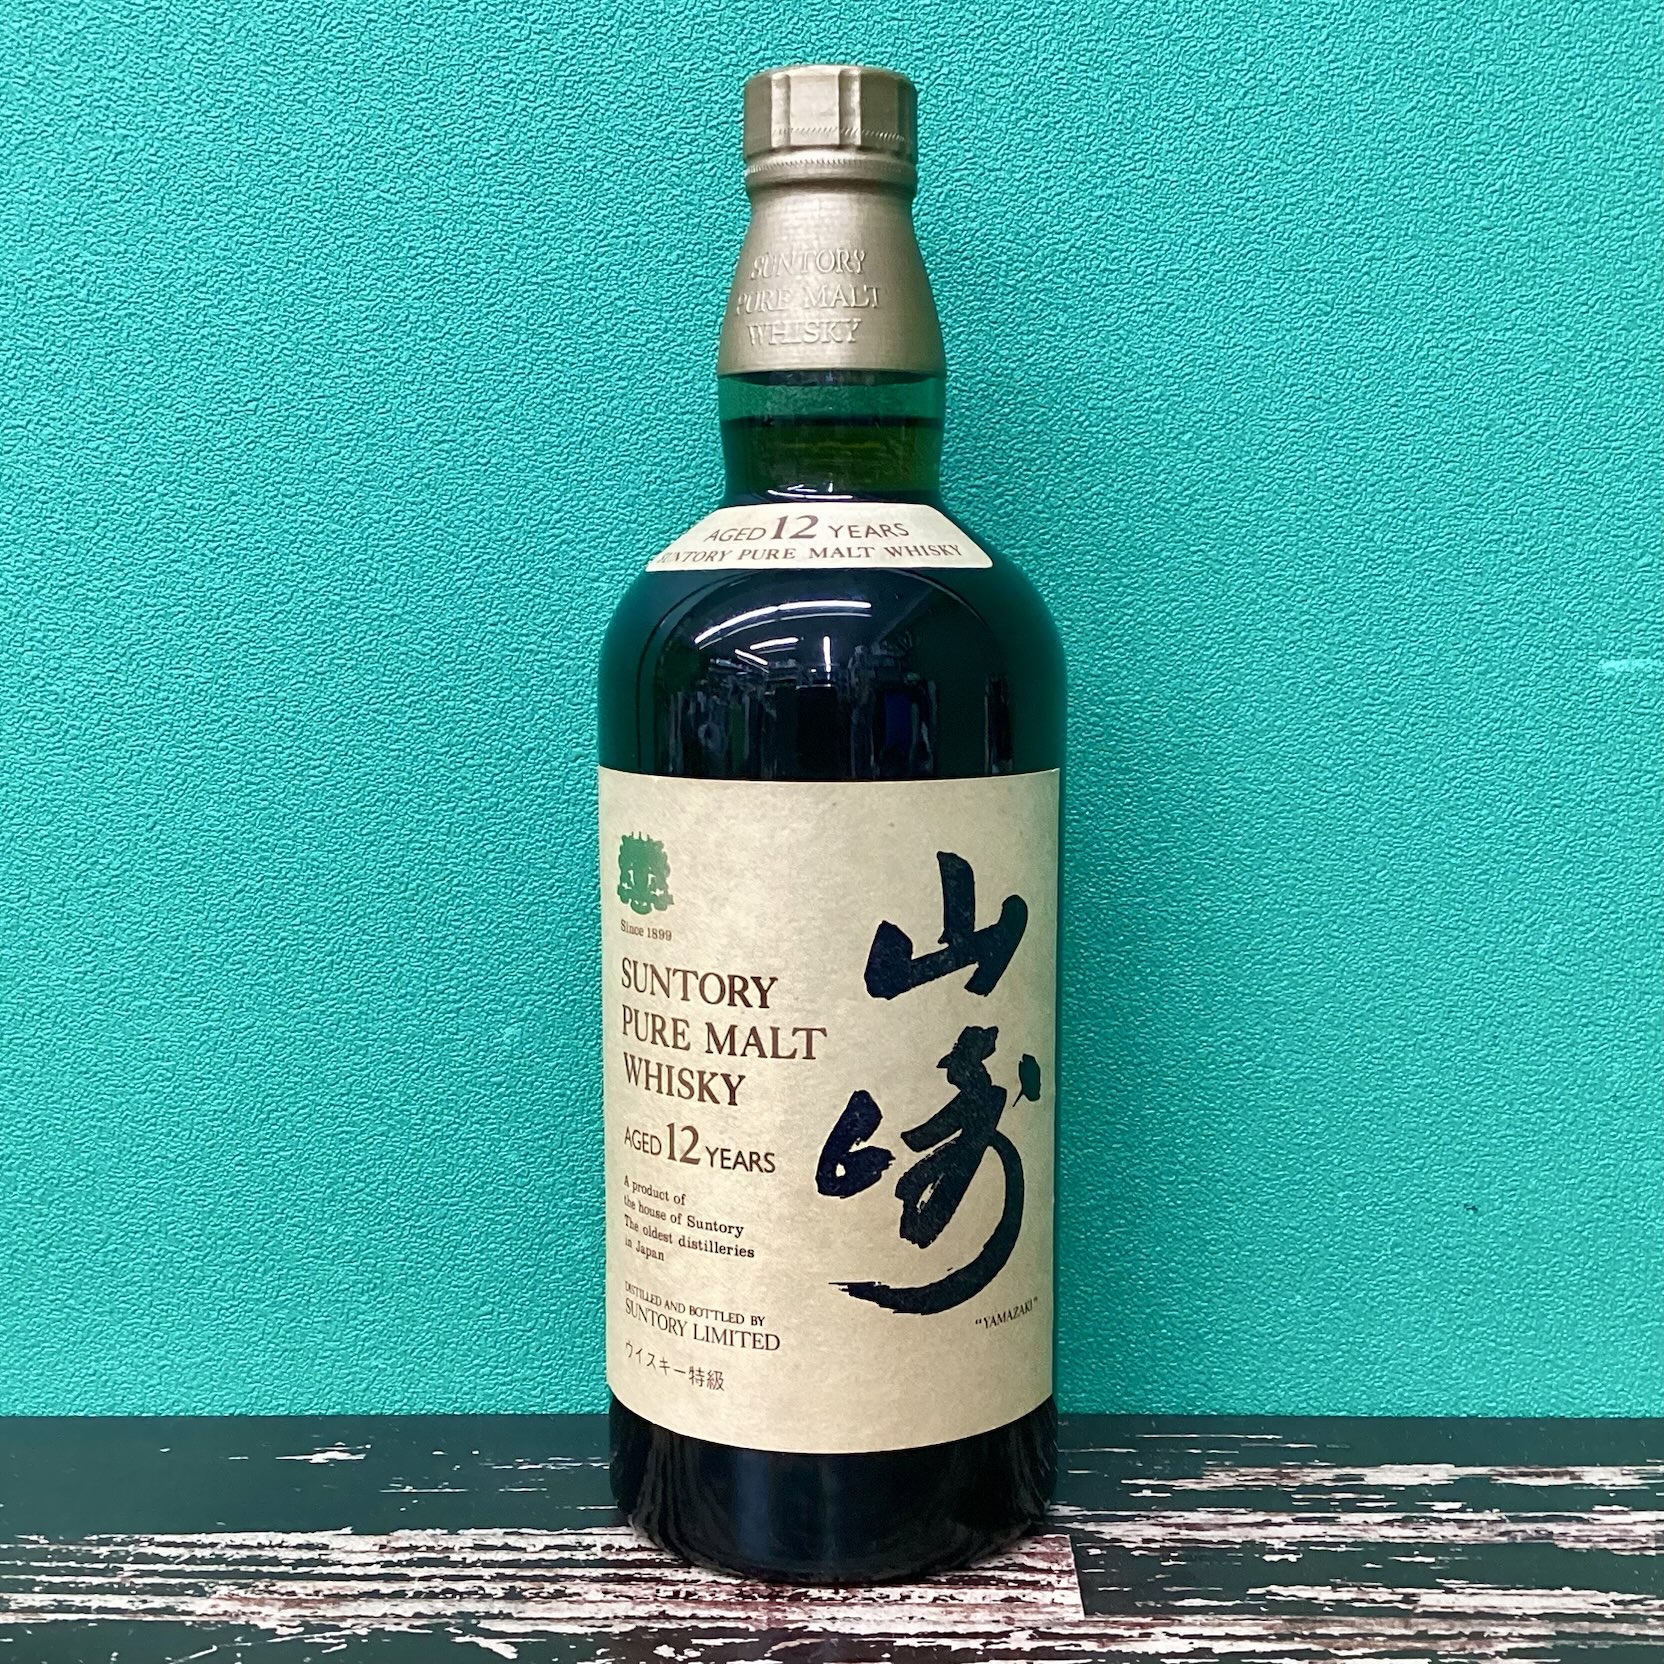 SUNTORY
PURE MALT
WHISKY
AGED 12 YEARS
SUNTORY PURE MALT WHISKY
Since 1899
SUNTORY
PURE MALT
WHISKY
AGED 12 YEARS
A product of
the house of Suntory
The oldest distilleries
in Japan
DISTILLED AND BOTTLED BY
SUNTORY LIMITED
ウイスキー特級
山崎
"YAMAZAKI"